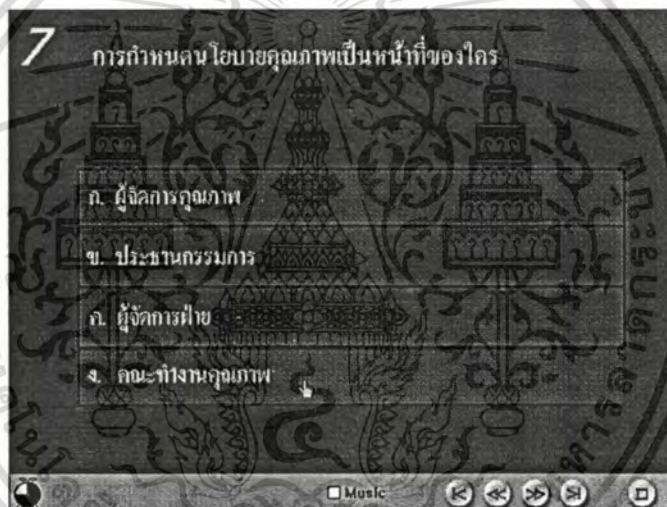 7
การกำหนดนโยบายคุณภาพเป็นหน้าที่ของใคร
ก. ผู้จัดการคุณภาพ
ข. ประธานกรรมการ
ค. ผู้จัดการฝ่าย
ง. คณะทำงานคุณภาพ
Music